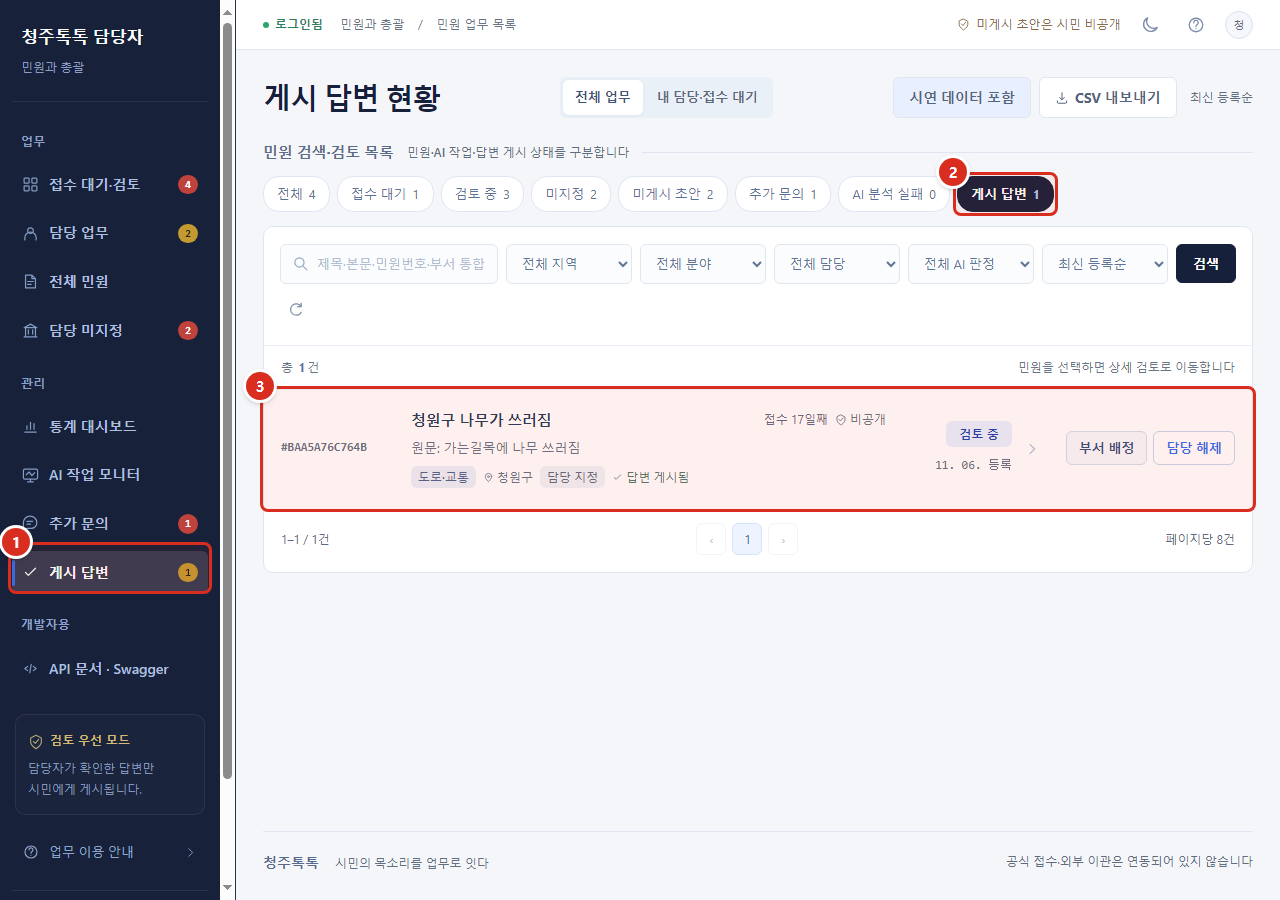 청주톡톡 담당자
민원과 총괄
업무
접수 대기·검토 4
담당 업무 2
전체 민원
담당 미지정 2
관리
통계 대시보드
AI 작업 모니터
추가 문의 1
1
게시 답변 1
개발자용
API 문서 · Swagger
검토 우선 모드
담당자가 확인한 답변만
시민에게 게시됩니다.
업무 이용 안내
로그인됨 민원과 총괄 / 민원 업무 목록 미게시 초안은 시민 비공개 청
게시 답변 현황 전체 업무 내 담당·접수 대기 시연 데이터 포함 CSV 내보내기 최신 등록순
민원 검색·검토 목록 민원·AI 작업·답변 게시 상태를 구분합니다
2
전체 4 접수 대기 1 검토 중 3 미지정 2 미게시 초안 2 추가 문의 1 AI 분석 실패 0 게시 답변 1
제목·본문·민원번호·부서 통합 전체 지역 전체 분야 전체 담당 전체 AI 판정 최신 등록순 검색
총 1건 민원을 선택하면 상세 검토로 이동합니다
3
청원구 나무가 쓰러짐 접수 17일째 비공개
#BAA5A76C764B 원문: 가는길목에 나무 쓰러짐 검토 중 부서 배정 담당 해제
도로·교통 청원구 담당 지정 답변 게시됨 11. 06. 등록
1–1 / 1건 ‹ 1 › 페이지당 8건
청주톡톡 시민의 목소리를 업무로 잇다 공식 접수·외부 이관은 연동되어 있지 않습니다